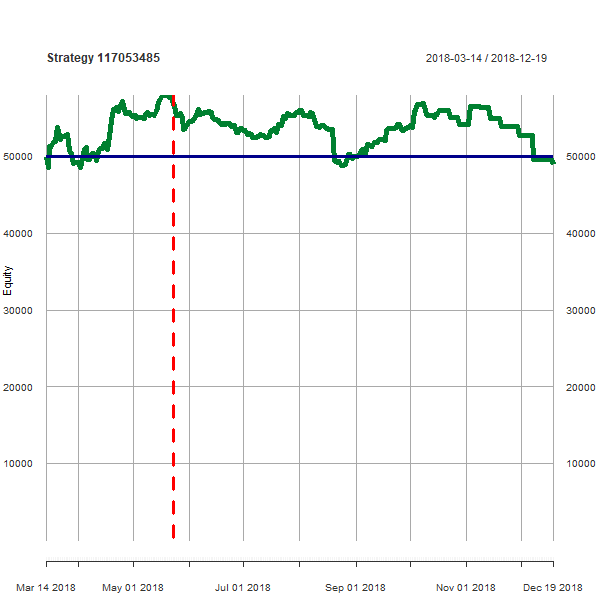 Strategy 117053485
2018-03-14 / 2018-12-19
50000 50000
40000 40000
Equity
30000 30000
20000 20000
10000 10000
Mar 14 2018 May 01 2018 Jul 01 2018 Sep 01 2018 Nov 01 2018 Dec 19 2018